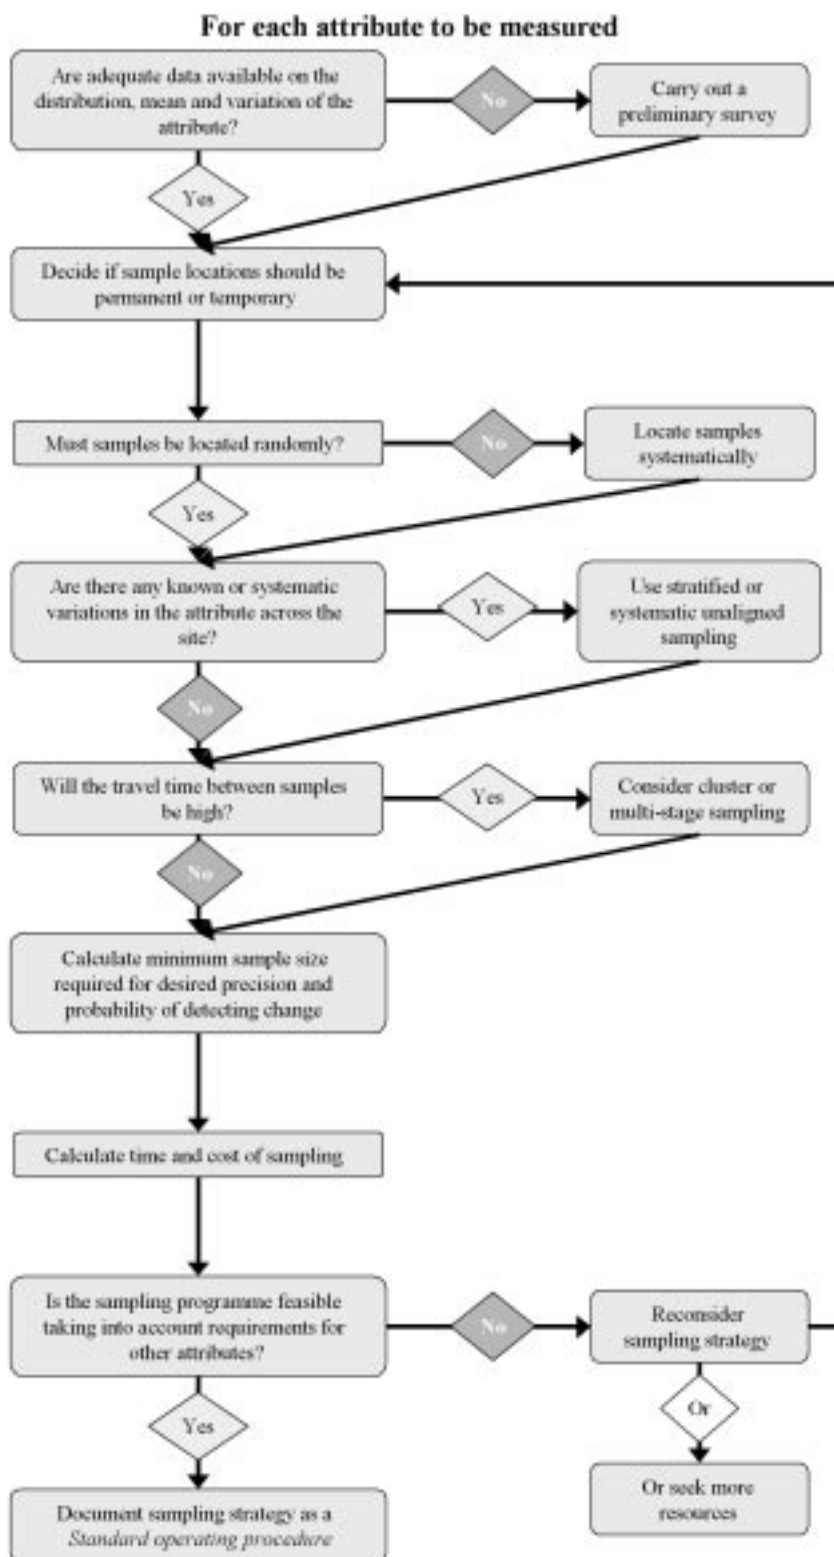 For each attribute to be measured
Are adequate data available on the
distribution, mean and variation of the
attribute?
No
Carry out a
preliminary survey
Yes
Decide if sample locations should be
permanent or temporary
Must samples be located randomly?
No
Locate samples
systematically
Yes
Are there any known or systematic
variations in the attribute across the
site?
Yes
Use stratified or
systematic unaligned
sampling
No
Will the travel time between samples
be high?
Yes
Consider cluster or
multi-stage sampling
No
Calculate minimum sample size
required for desired precision and
probability of detecting change
Calculate time and cost of sampling
Is the sampling programme feasible
taking into account requirements for
other attributes?
No
Reconsider
sampling strategy
Yes
Or
Document sampling strategy as a
Standard operating procedure
Or seek more
resources